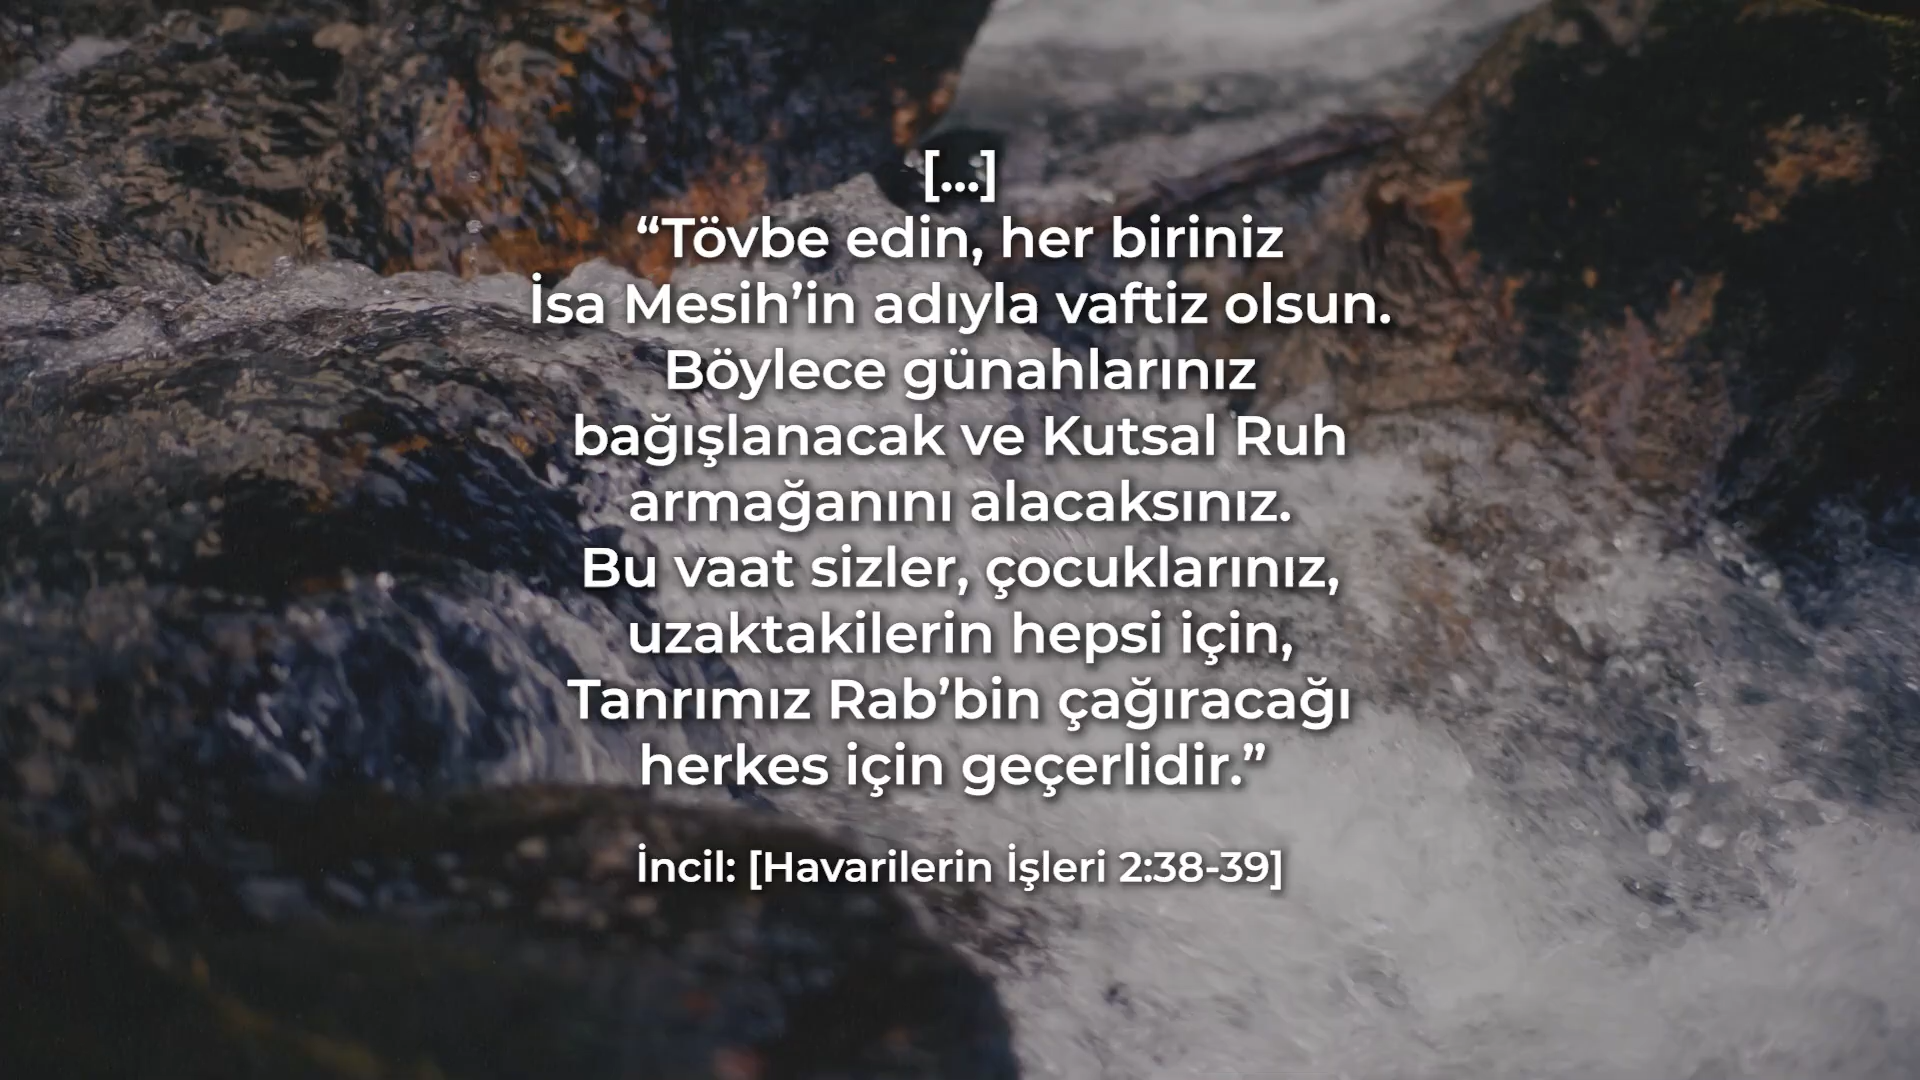 [...]
“Tövbe edin, her biriniz
İsa Mesih’in adıyla vaftiz olsun.
Böylece günahlarınız
bağışlanacak ve Kutsal Ruh
armağanını alacaksınız.
Bu vaat sizler, çocuklarınız,
uzaktakilerin hepsi için,
Tanrımız Rab’bin çağıracağı
herkes için geçerlidir.”
İncil: [Havarilerin İşleri 2:38-39]